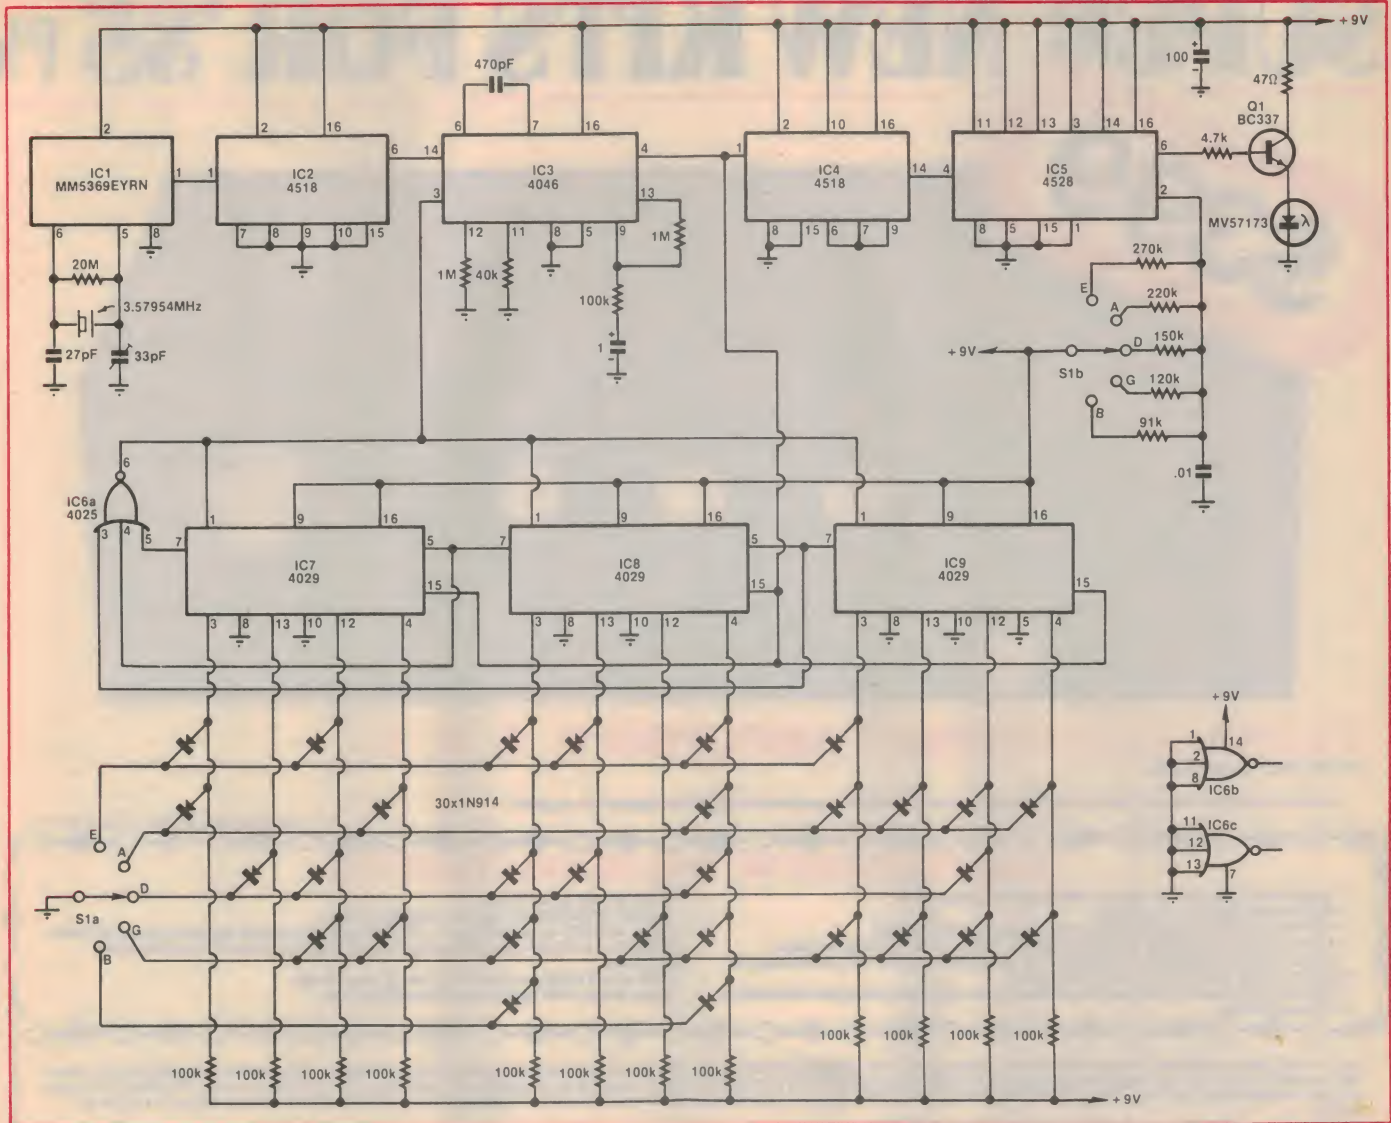 +9V
470pF
100
+
-
47Ω
Q1
BC337
2
2 16
6 7 16
2 10 16
11 12 13 3 14 16
IC1
MM5369EYRN
1 1
IC2
4518
6 14
3
IC3
4046
4 1
13
IC4
4518
14 4
IC5
4528
6
2
4.7k
MV57173
λ
6 5 8
7 8 9 10 15
12 11 8 5 9
8 15 6 7 9
8 5 15 1
20M
3.57954MHz
27pF
33pF
1M
40k
1M
100k
+
1
-
270k
E
A
220k
+9V
D
150k
S1b
G
120k
B
91k
.01
IC6a
4025
6
3 4 5
1 9 16
1 9 16
1 9 16
7
IC7
4029
5 7
15
IC8
4029
5 7
15
IC9
4029
15
3 8 13 10 12 4
3 8 13 10 12 4
3 8 13 10 12 5 4
30x1N914
E
A
D
S1a
G
B
+9V
1
2
8
14
IC6b
11
12
13
IC6c
7
100k 100k 100k 100k
100k 100k 100k 100k
100k 100k 100k 100k
+9V